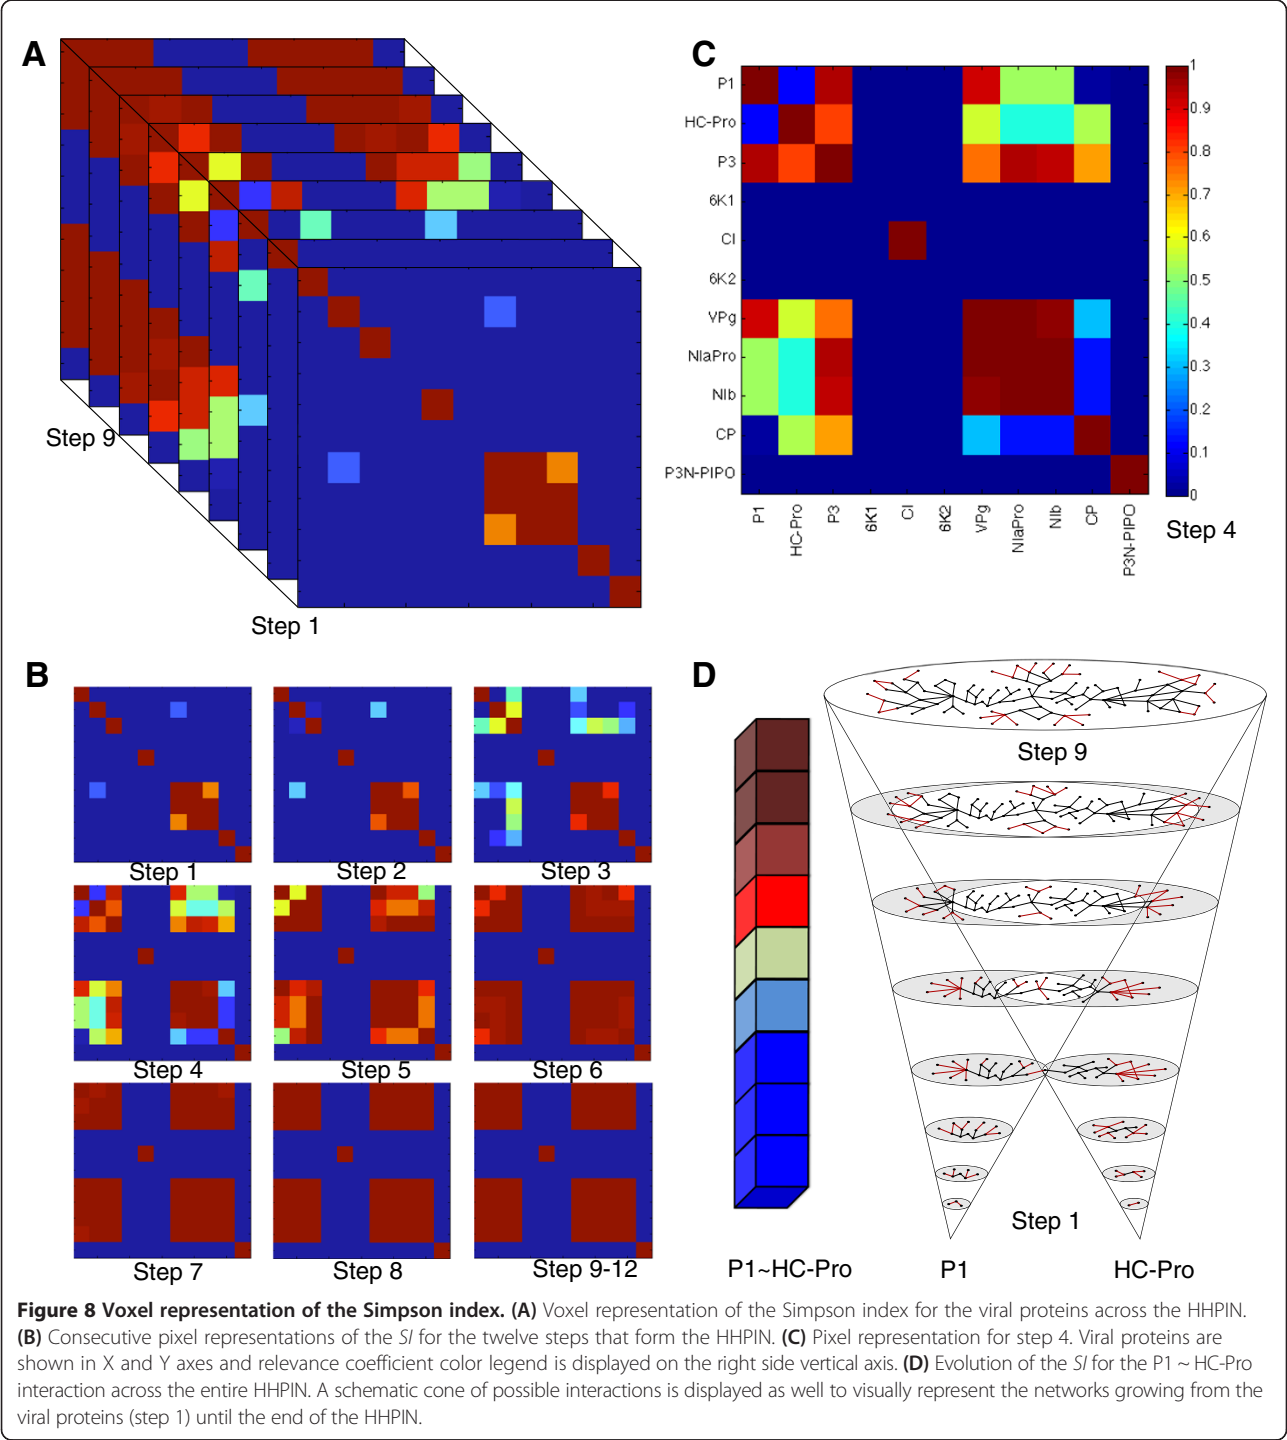 A
Step 9
Step 1
B
Step 1
Step 2
Step 3
Step 4
Step 5
Step 6
Step 7
Step 8
Step 9-12
C
P1
HC-Pro
P3
6K1
CI
6K2
VPg
NIaPro
NIb
CP
P3N-PIPO
P1
HC-Pro
P3
6K1
CI
6K2
VPg
NIaPro
NIb
CP
P3N-PIPO
1
0.9
0.8
0.7
0.6
0.5
0.4
0.3
0.2
0.1
0
Step 4
D
Step 9
Step 1
P1~HC-Pro
P1
HC-Pro
Figure 8 Voxel representation of the Simpson index. (A) Voxel representation of the Simpson index for the viral proteins across the HHPIN.
(B) Consecutive pixel representations of the SI for the twelve steps that form the HHPIN. (C) Pixel representation for step 4. Viral proteins are
shown in X and Y axes and relevance coefficient color legend is displayed on the right side vertical axis. (D) Evolution of the SI for the P1 ~ HC-Pro
interaction across the entire HHPIN. A schematic cone of possible interactions is displayed as well to visually represent the networks growing from the
viral proteins (step 1) until the end of the HHPIN.